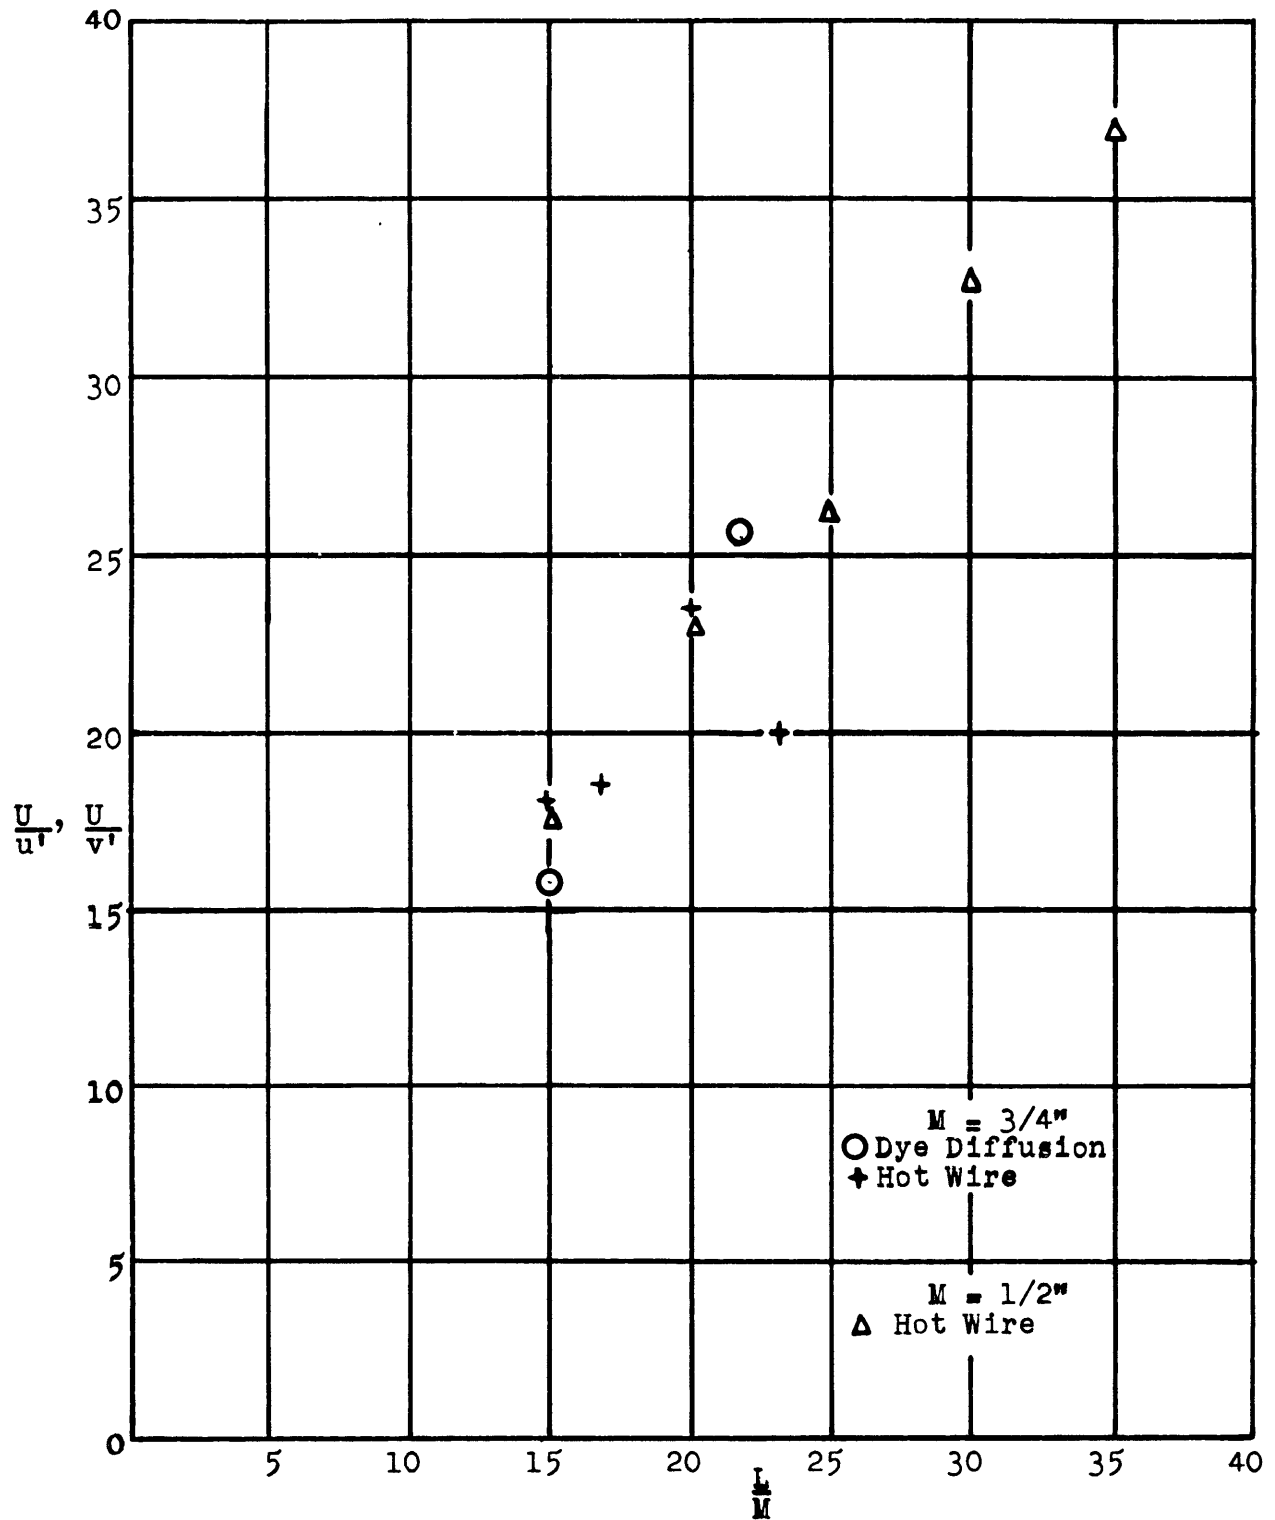 40
35
30
25
20
U/u', U/v'
15
10
M = 3/4"
Dye Diffusion
+ Hot Wire
5
M = 1/2"
Δ Hot Wire
0
5 10 15 20 25 30 35 40
L/M